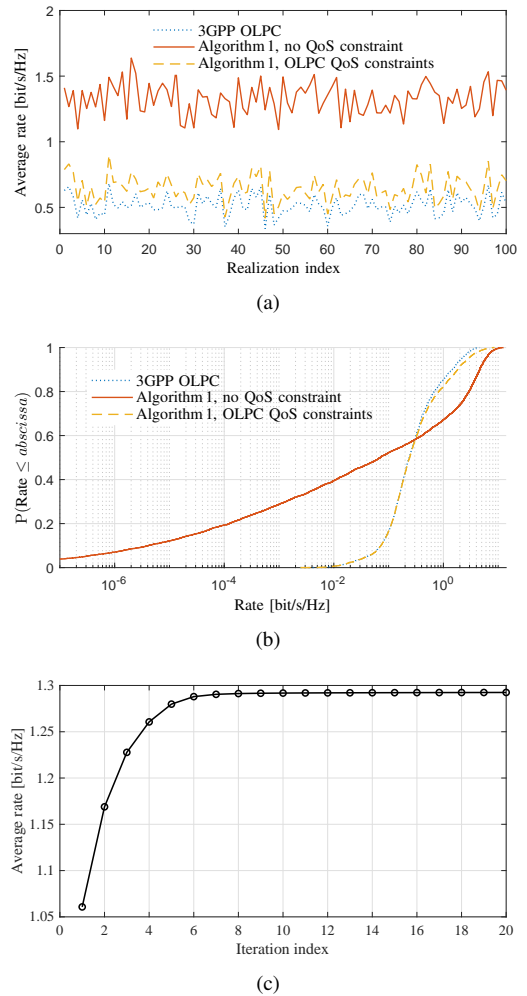 2
1.5
1
0.5
Average rate [bit/s/Hz]
3GPP OLPC
Algorithm 1, no QoS constraint
Algorithm 1, OLPC QoS constraints
0 10 20 30 40 50 60 70 80 90 100
Realization index
(a)
1
0.8
0.6
0.4
0.2
0
P(Rate ≤ abscissa)
3GPP OLPC
Algorithm 1, no QoS constraint
Algorithm 1, OLPC QoS constraints
10^-6 10^-4 10^-2 10^0
Rate [bit/s/Hz]
(b)
1.3
1.25
1.2
1.15
1.1
1.05
Average rate [bit/s/Hz]
0 2 4 6 8 10 12 14 16 18 20
Iteration index
(c)